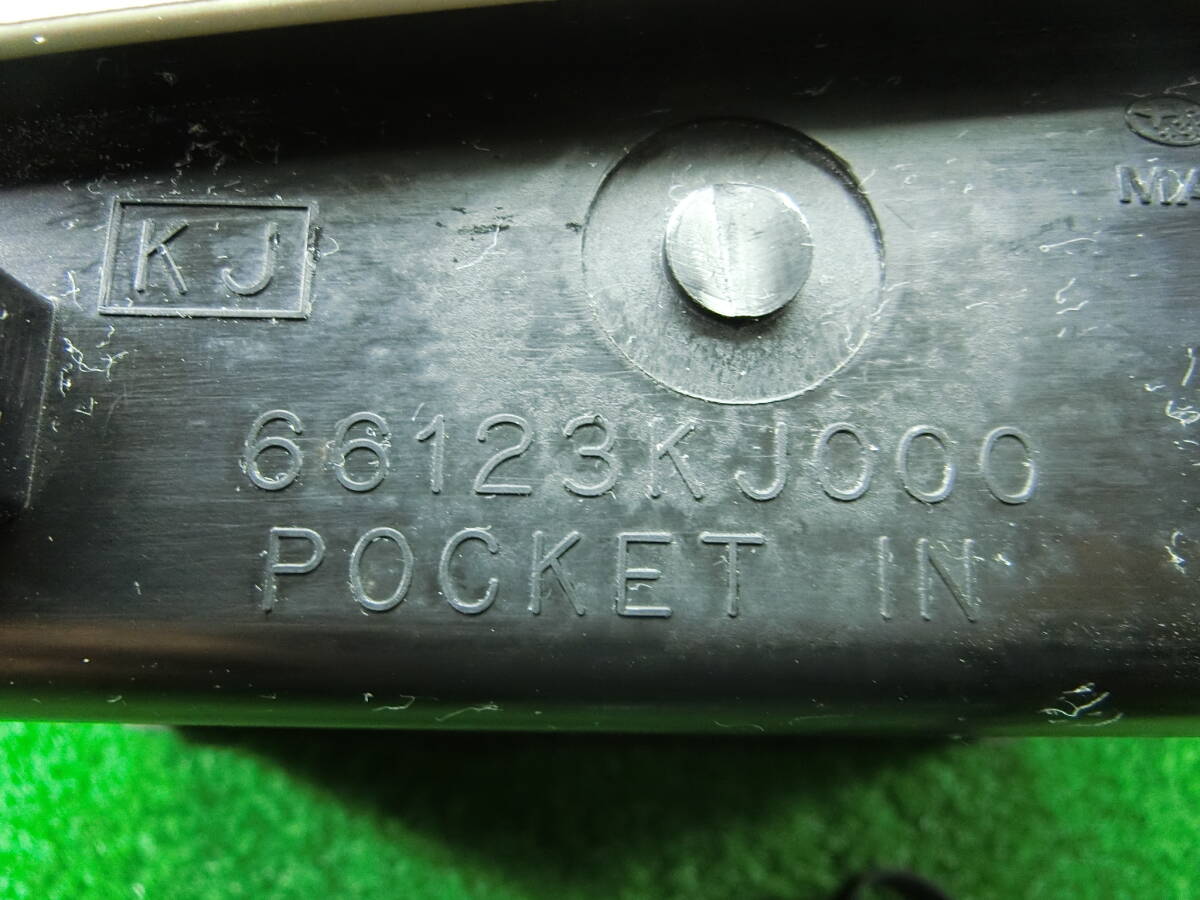 KJ
66123KJ000
POCKET IN